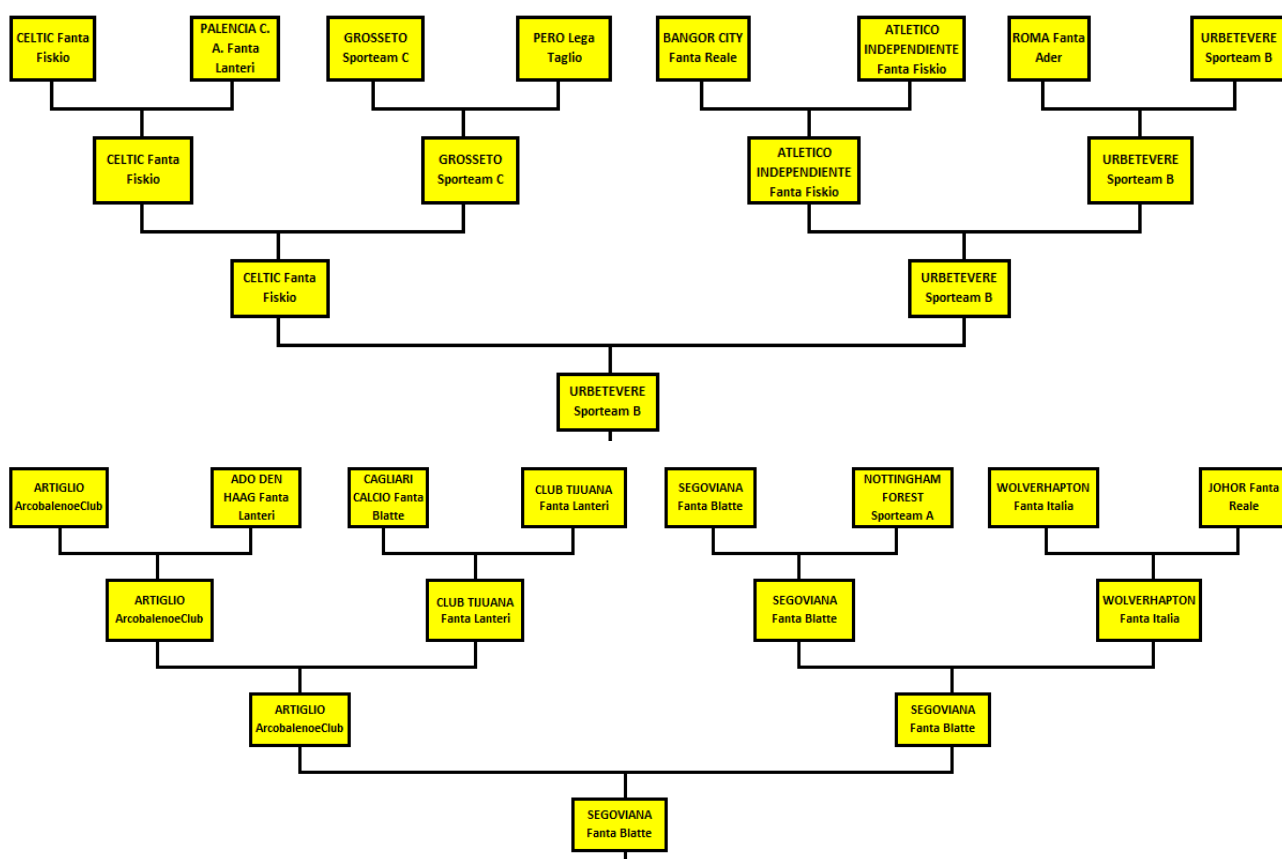 CELTIC Fanta
Fiskio
PALENCIA C.
A. Fanta
Lanteri
GROSSETO
Sporteam C
PERO Lega
Taglio
BANGOR CITY
Fanta Reale
ATLETICO
INDEPENDIENTE
Fanta Fiskio
ROMA Fanta
Ader
URBETEVERE
Sporteam B
CELTIC Fanta
Fiskio
GROSSETO
Sporteam C
ATLETICO
INDEPENDIENTE
Fanta Fiskio
URBETEVERE
Sporteam B
CELTIC Fanta
Fiskio
URBETEVERE
Sporteam B
URBETEVERE
Sporteam B
ARTIGLIO
ArcobalenoeClub
ADO DEN
HAAG Fanta
Lanteri
CAGLIARI
CALCIO Fanta
Blatte
CLUB TIJUANA
Fanta Lanteri
SEGOVIANA
Fanta Blatte
NOTTINGHAM
FOREST
Sporteam A
WOLVERHAPTON
Fanta Italia
JOHOR Fanta
Reale
ARTIGLIO
ArcobalenoeClub
CLUB TIJUANA
Fanta Lanteri
SEGOVIANA
Fanta Blatte
WOLVERHAPTON
Fanta Italia
ARTIGLIO
ArcobalenoeClub
SEGOVIANA
Fanta Blatte
SEGOVIANA
Fanta Blatte